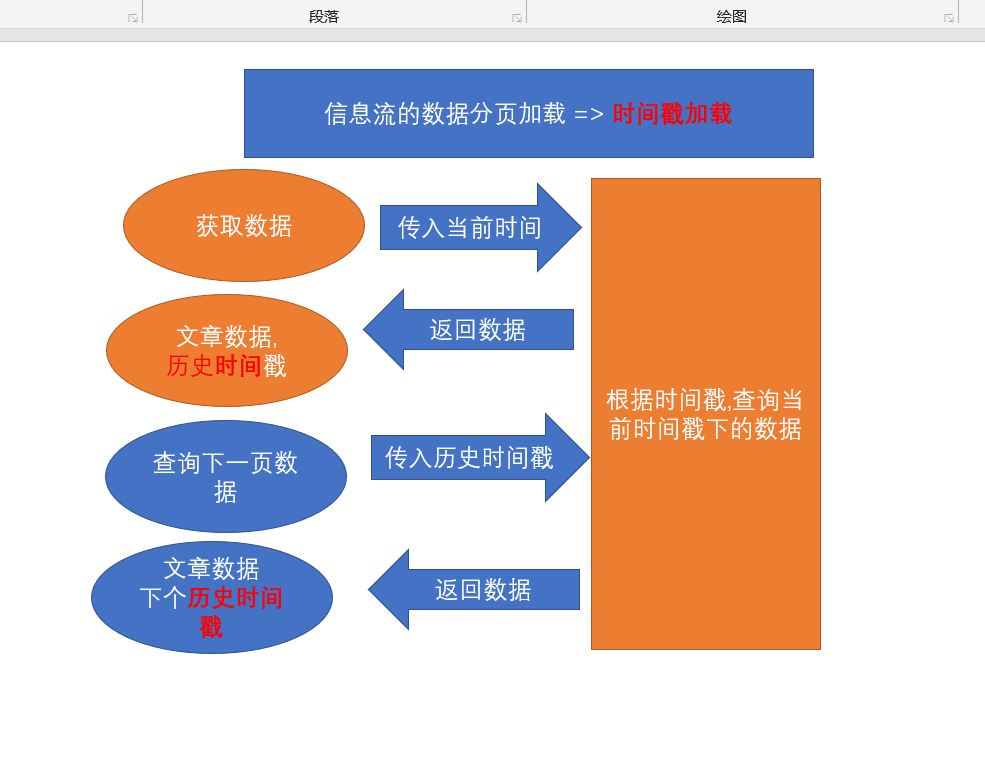 段落
绘图
信息流的数据分页加载 => 时间戳加载
获取数据
传入当前时间
返回数据
文章数据,
历史时间戳
根据时间戳,查询当
前时间戳下的数据
传入历史时间戳
查询下一页数
据
文章数据
下个历史时间
戳
返回数据